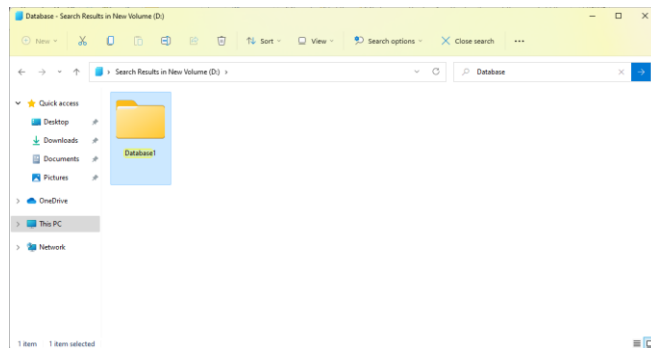 Database - Search Results in New Volume (D:)
New Sort View Search options Close search
Search Results in New Volume (D:) Database
Quick access
Desktop
Downloads
Documents
Pictures
OneDrive
This PC
Network
Database1
1 item 1 item selected